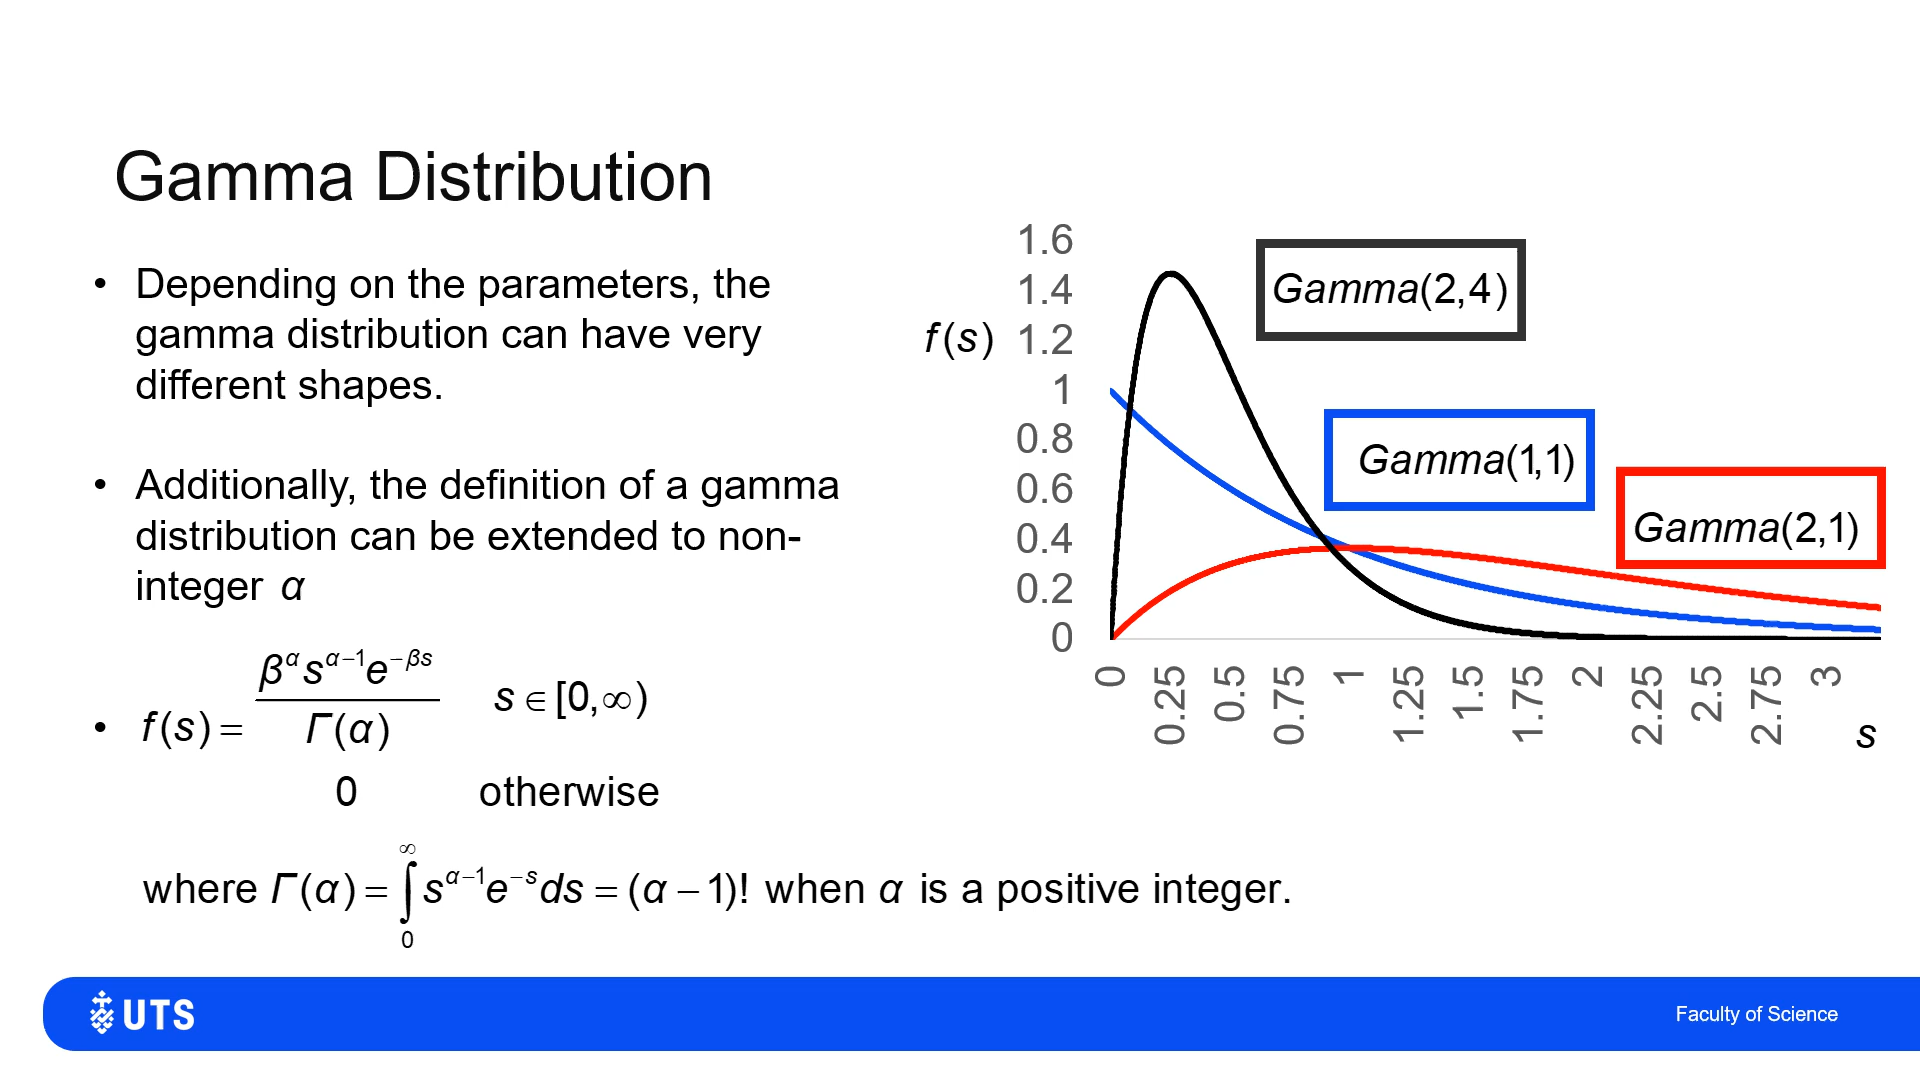 Gamma Distribution
• Depending on the parameters, the
gamma distribution can have very
different shapes.
• Additionally, the definition of a gamma
distribution can be extended to non-
integer α
• f(s) = β^α s^(α−1) e^(−βs) / Γ(α) s ∈ [0,∞)
0 otherwise
where Γ(α) = ∫₀^∞ s^(α−1) e^(−s) ds = (α − 1)! when α is a positive integer.
f(s)
1.6
1.4
1.2
1
0.8
0.6
0.4
0.2
0
Gamma(2,4)
Gamma(1,1)
Gamma(2,1)
0 0.25 0.5 0.75 1 1.25 1.5 1.75 2 2.25 2.5 2.75 3
s
UTS
Faculty of Science